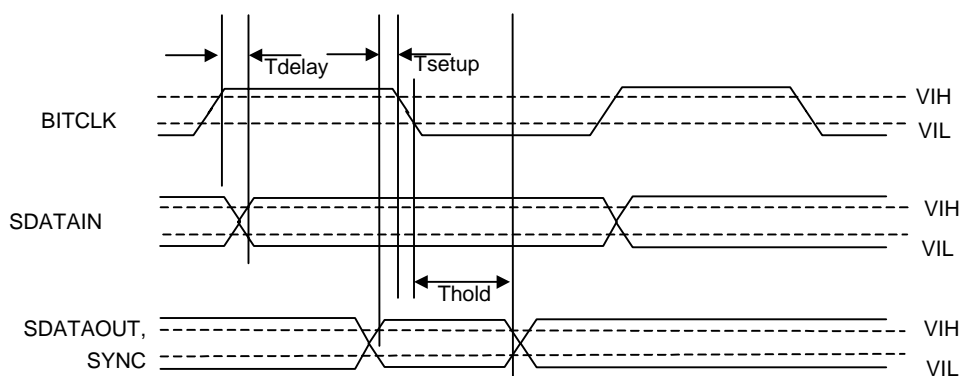 Tdelay
Tsetup
BITCLK
VIH
VIL
SDATAIN
VIH
VIL
Thold
SDATAOUT,
SYNC
VIH
VIL